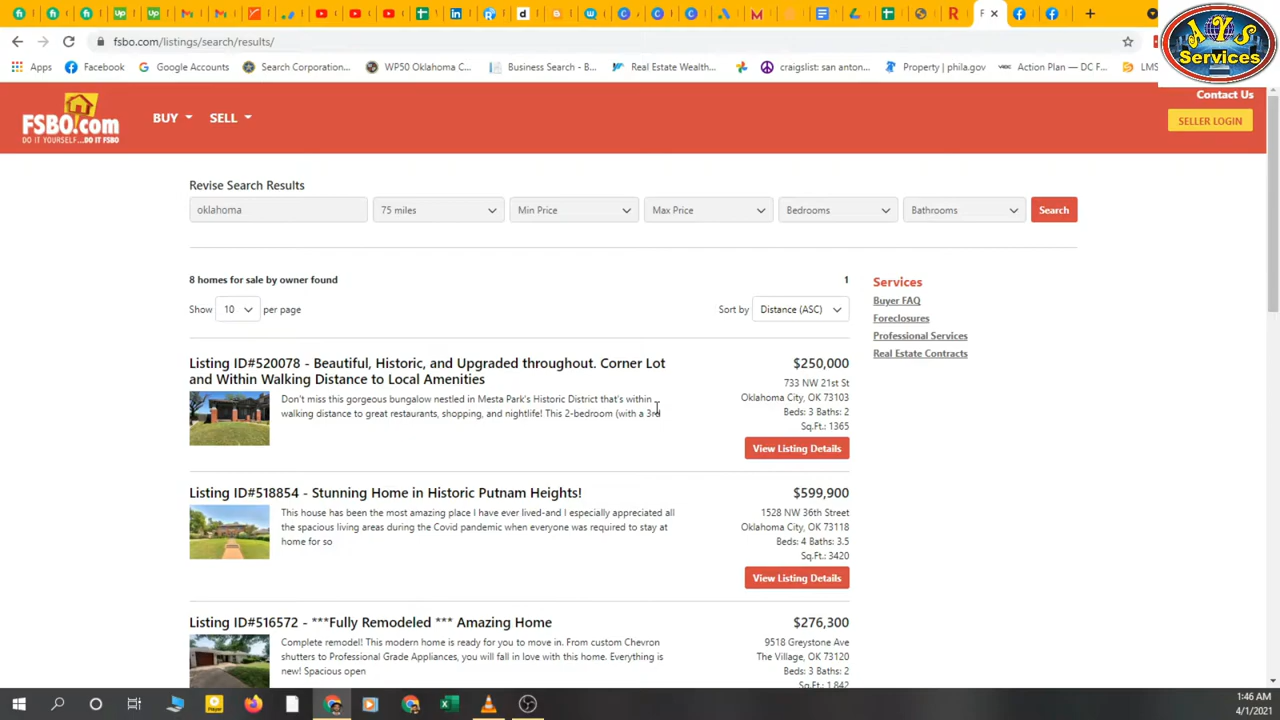 fsbo.com/listings/search/results/
Apps Facebook Google Accounts Search Corporation... WP50 Oklahoma C... Business Search - B... Real Estate Wealth... craigslist: san anton... Property | phila.gov Action Plan — DC F... LMS
AYS
Services
Contact Us
FSBO.com
DO IT YOURSELF...DO IT FSBO
BUY SELL
SELLER LOGIN
Revise Search Results
oklahoma 75 miles Min Price Max Price Bedrooms Bathrooms Search
8 homes for sale by owner found 1
Show 10 per page Sort by Distance (ASC)
Services
Buyer FAQ
Foreclosures
Professional Services
Real Estate Contracts
Listing ID#520078 - Beautiful, Historic, and Upgraded throughout. Corner Lot
and Within Walking Distance to Local Amenities
Don't miss this gorgeous bungalow nestled in Mesta Park's Historic District that's within
walking distance to great restaurants, shopping, and nightlife! This 2-bedroom (with a 3rd
$250,000
733 NW 21st St
Oklahoma City, OK 73103
Beds: 3 Baths: 2
Sq.Ft.: 1365
View Listing Details
Listing ID#518854 - Stunning Home in Historic Putnam Heights!
This house has been the most amazing place I have ever lived-and I especially appreciated all
the spacious living areas during the Covid pandemic when everyone was required to stay at
home for so
$599,900
1528 NW 36th Street
Oklahoma City, OK 73118
Beds: 4 Baths: 3.5
Sq.Ft.: 3420
View Listing Details
Listing ID#516572 - ***Fully Remodeled *** Amazing Home
Complete remodel! This modern home is ready for you to move in. From custom Chevron
shutters to Professional Grade Appliances, you will fall in love with this home. Everything is
new! Spacious open
$276,300
9518 Greystone Ave
The Village, OK 73120
Beds: 3 Baths: 2
Sq.Ft.: 1,842
1:46 AM
4/1/2021